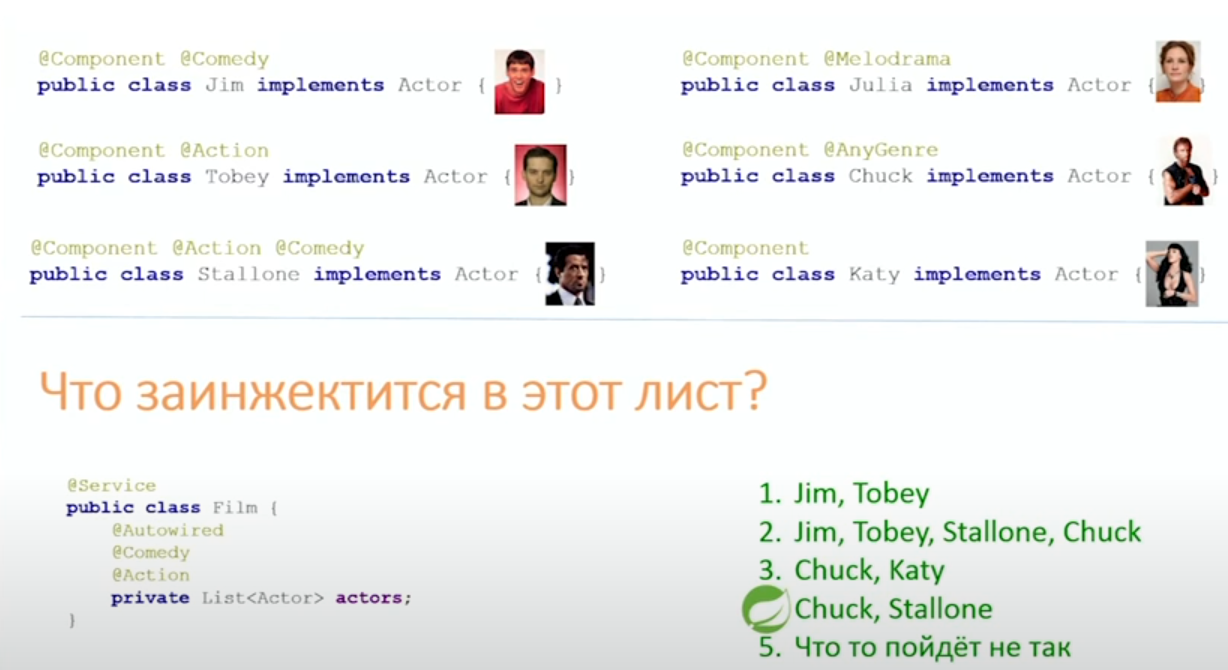 @Component @Comedy
public class Jim implements Actor { }
@Component @Melodrama
public class Julia implements Actor { }
@Component @Action
public class Tobey implements Actor { }
@Component @AnyGenre
public class Chuck implements Actor { }
@Component @Action @Comedy
public class Stallone implements Actor { }
@Component
public class Katy implements Actor { }
Что заинжектится в этот лист?
@Service
public class Film {
@Autowired
@Comedy
@Action
private List<Actor> actors;
}
1. Jim, Tobey
2. Jim, Tobey, Stallone, Chuck
3. Chuck, Katy
Chuck, Stallone
5. Что то пойдёт не так